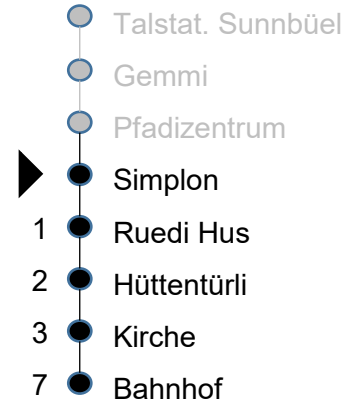 Talstat. Sunnbüel
Gemmi
Pfadizentrum
Simplon
1 Ruedi Hus
2 Hüttentürli
3 Kirche
7 Bahnhof